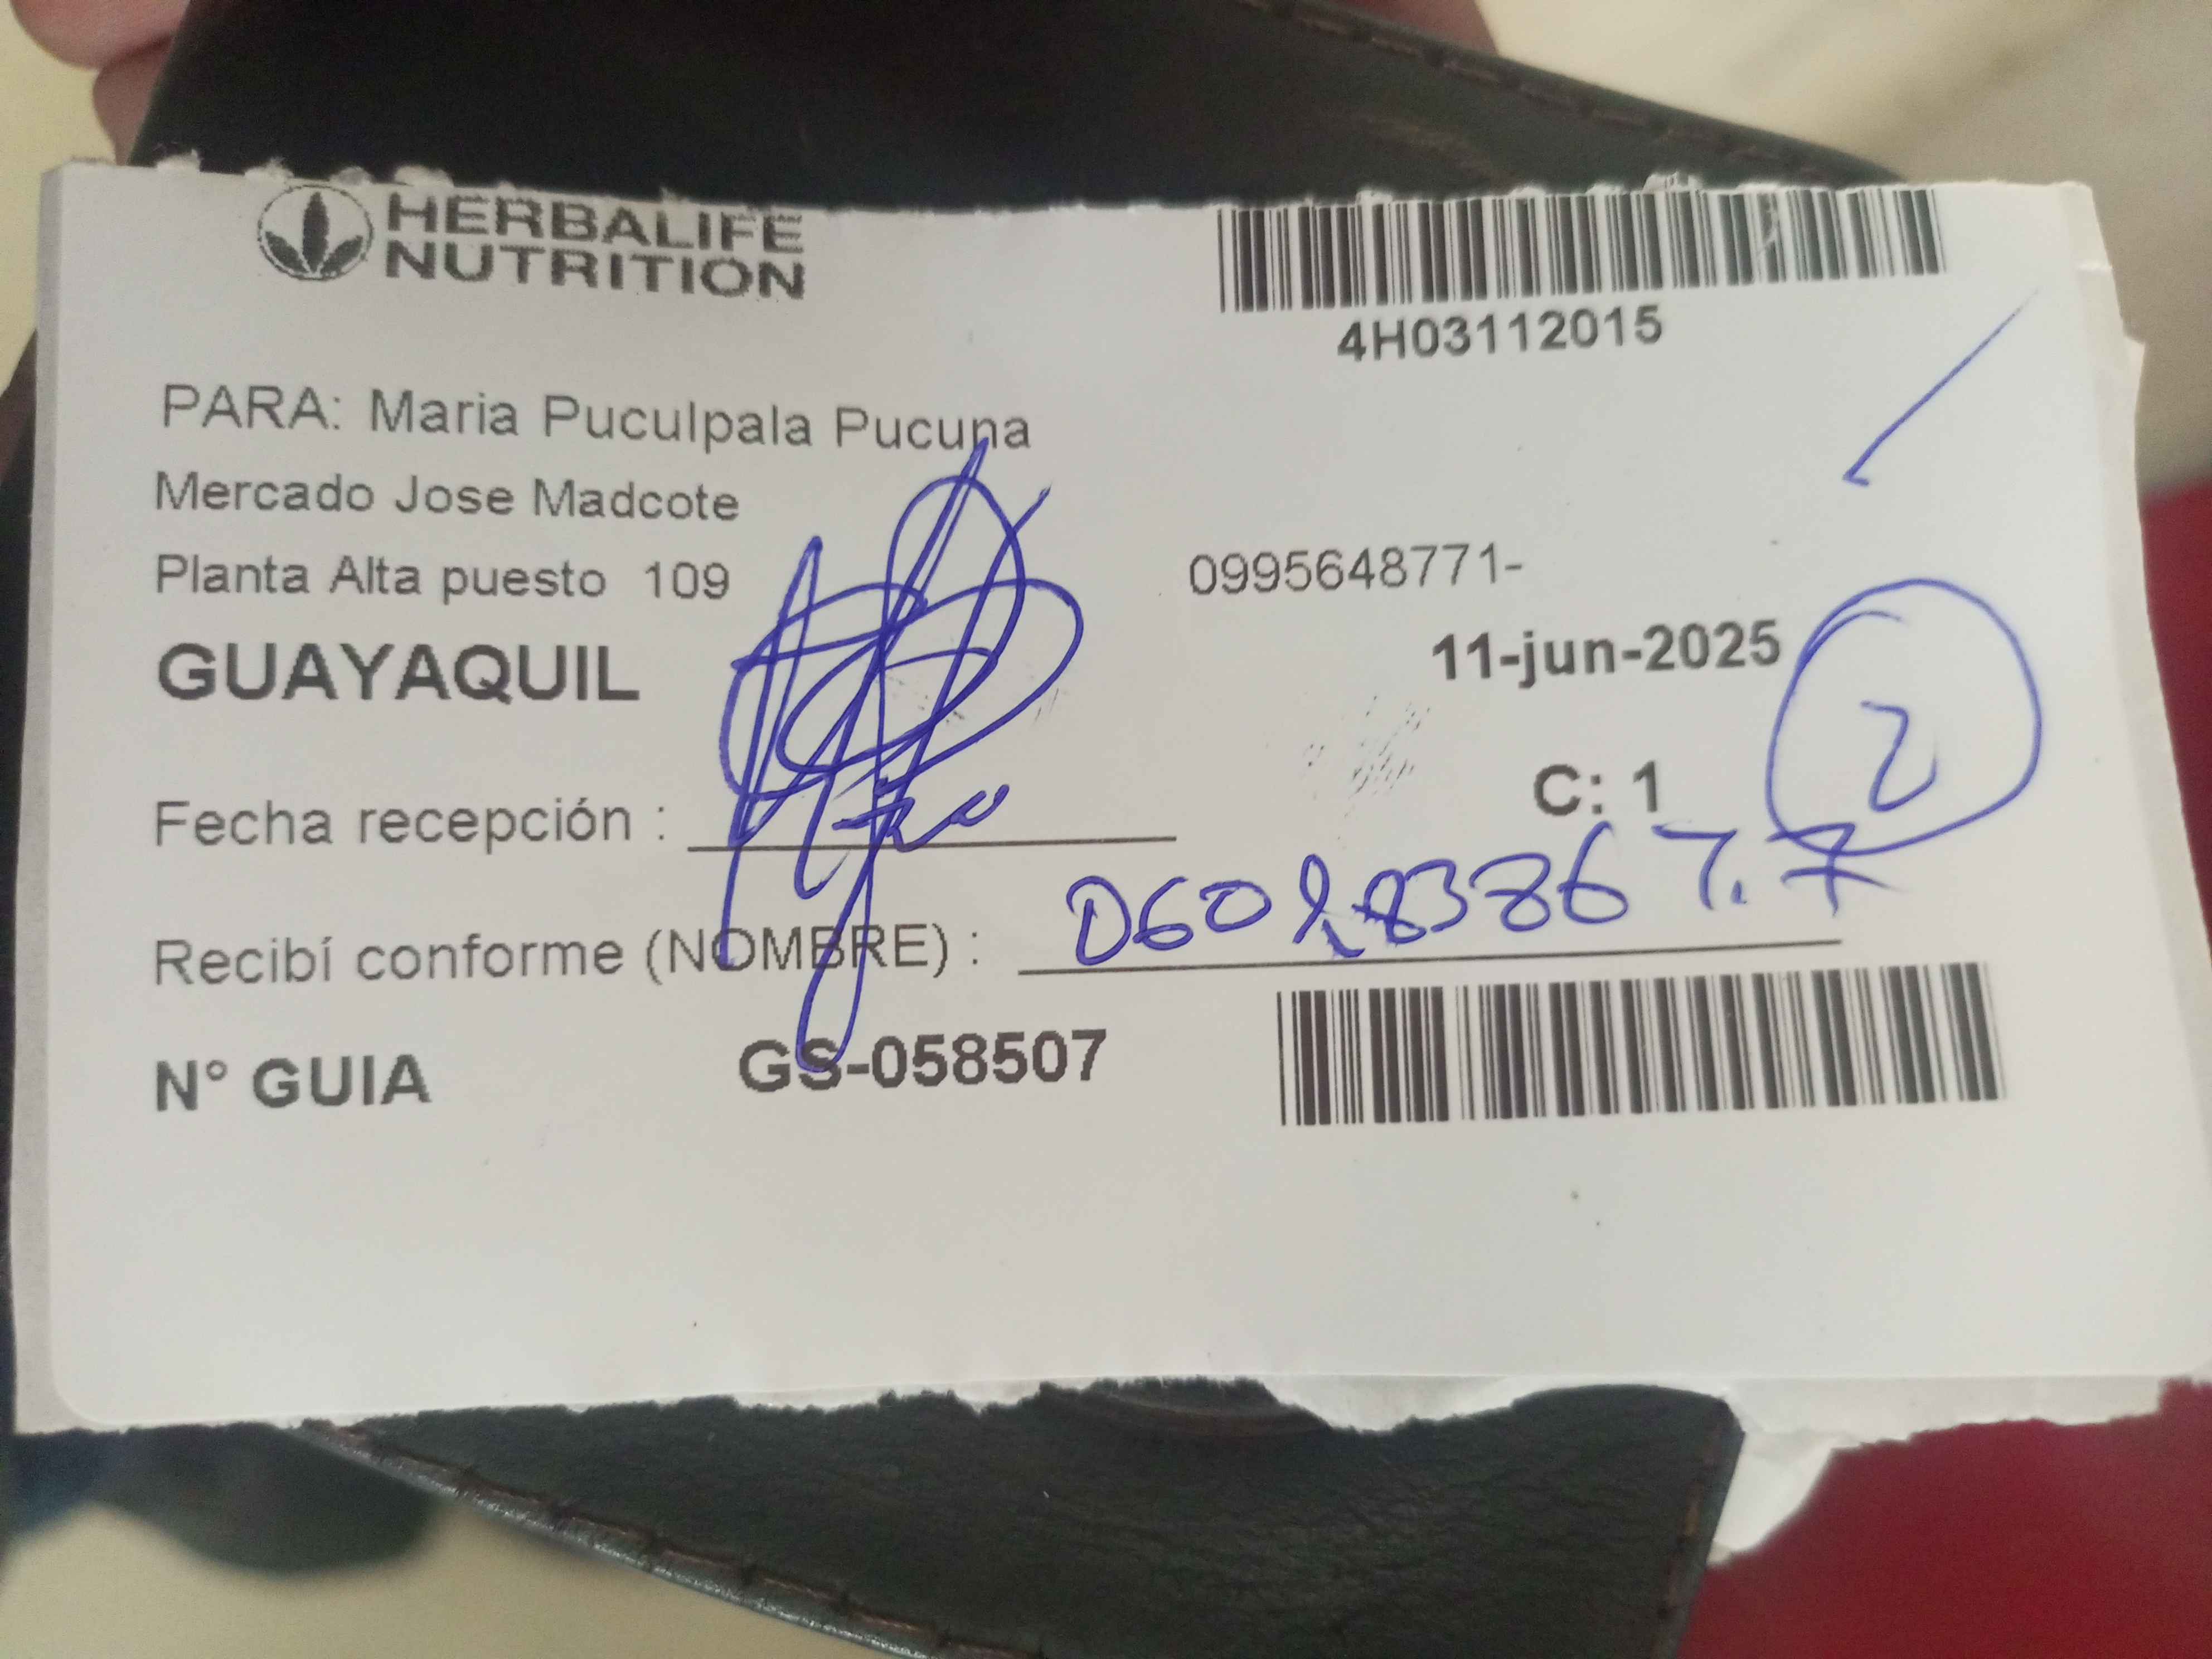 HERBALIFE
NUTRITION
4H03112015
PARA: Maria Puculpala Pucuna
Mercado Jose Madcote
Planta Alta puesto 109
0995648771-
GUAYAQUIL
11-jun-2025
2
C: 1
Fecha recepción :
Recibí conforme (NOMBRE) :
N° GUIA GS-058507